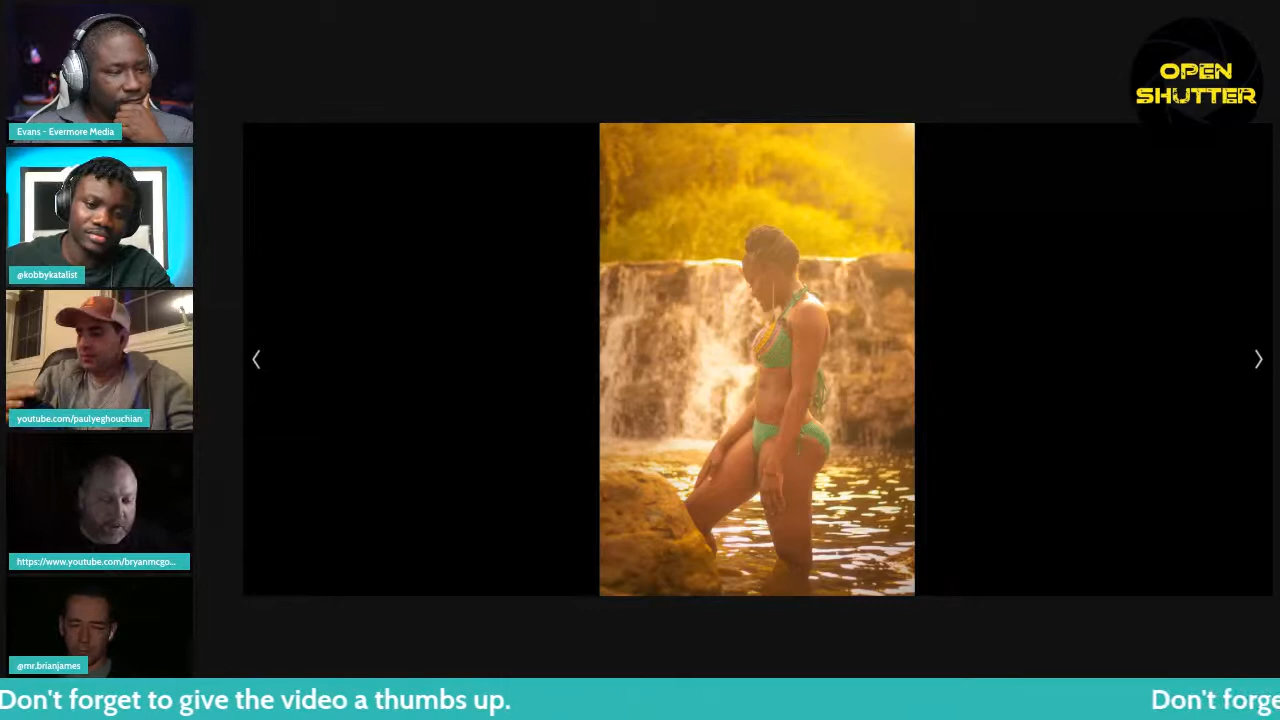 OPEN
SHUTTER
Evans - Evermore Media
@kobbykatalist
youtube.com/paulyeghouchian
https://www.youtube.com/bryanmcgo...
@mr.brianjames
Don't forget to give the video a thumbs up.
Don't forge